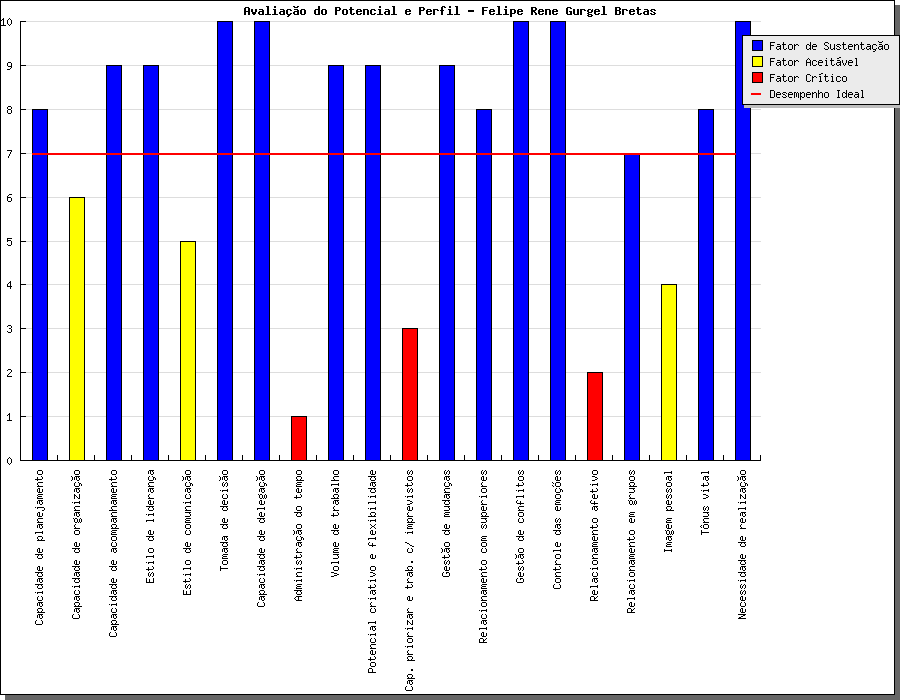 Avaliação do Potencial e Perfil - Felipe Rene Gurgel Bretas
10
9
8
7
6
5
4
3
2
1
0
Fator de Sustentação
Fator Aceitável
Fator Crítico
Desempenho Ideal
Capacidade de planejamento
Capacidade de organização
Capacidade de acompanhamento
Estilo de liderança
Estilo de comunicação
Tomada de decisão
Capacidade de delegação
Administração do tempo
Volume de trabalho
Potencial criativo e flexibilidade
Cap. priorizar e trab. c/ imprevistos
Gestão de mudanças
Relacionamento com superiores
Gestão de conflitos
Controle das emoções
Relacionamento afetivo
Relacionamento em grupos
Imagem pessoal
Tônus vital
Necessidade de realização